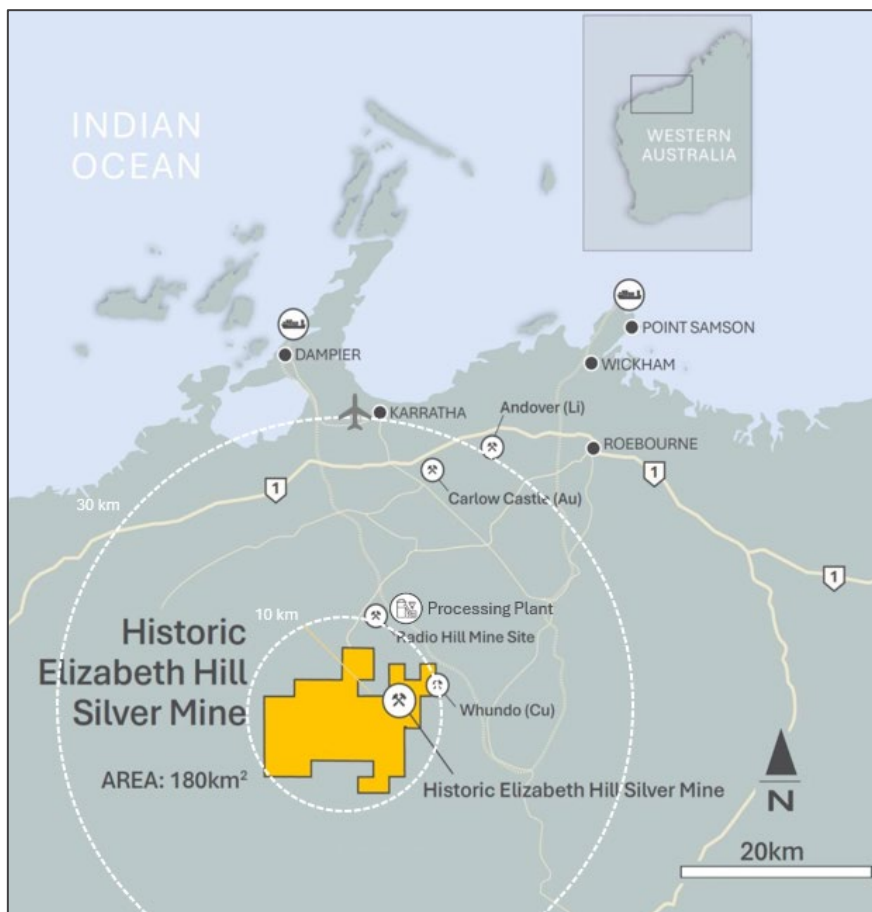 INDIAN
OCEAN
WESTERN
AUSTRALIA
POINT SAMSON
DAMPIER
WICKHAM
KARRATHA
Andover (Li)
ROEBOURNE
1
1
Carlow Castle (Au)
30 km
1
10 km
Processing Plant
Radio Hill Mine Site
Historic
Elizabeth Hill
Silver Mine
Whundo (Cu)
AREA: 180km²
Historic Elizabeth Hill Silver Mine
N
20km